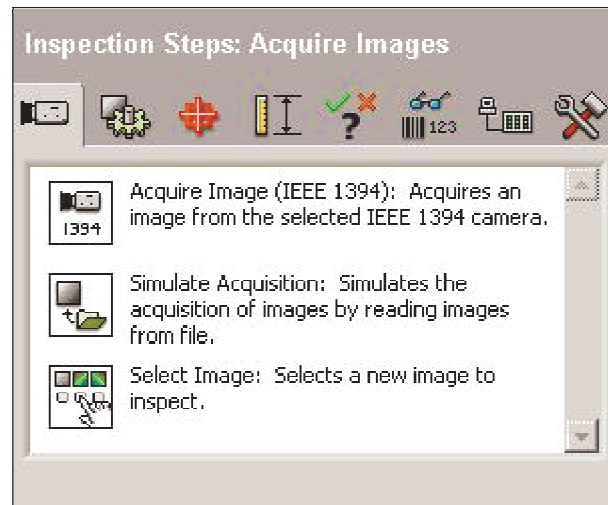 Inspection Steps: Acquire Images
? 123
Acquire Image (IEEE 1394): Acquires an
image from the selected IEEE 1394 camera.
1394
Simulate Acquisition: Simulates the
acquisition of images by reading images
from file.
Select Image: Selects a new image to
inspect.